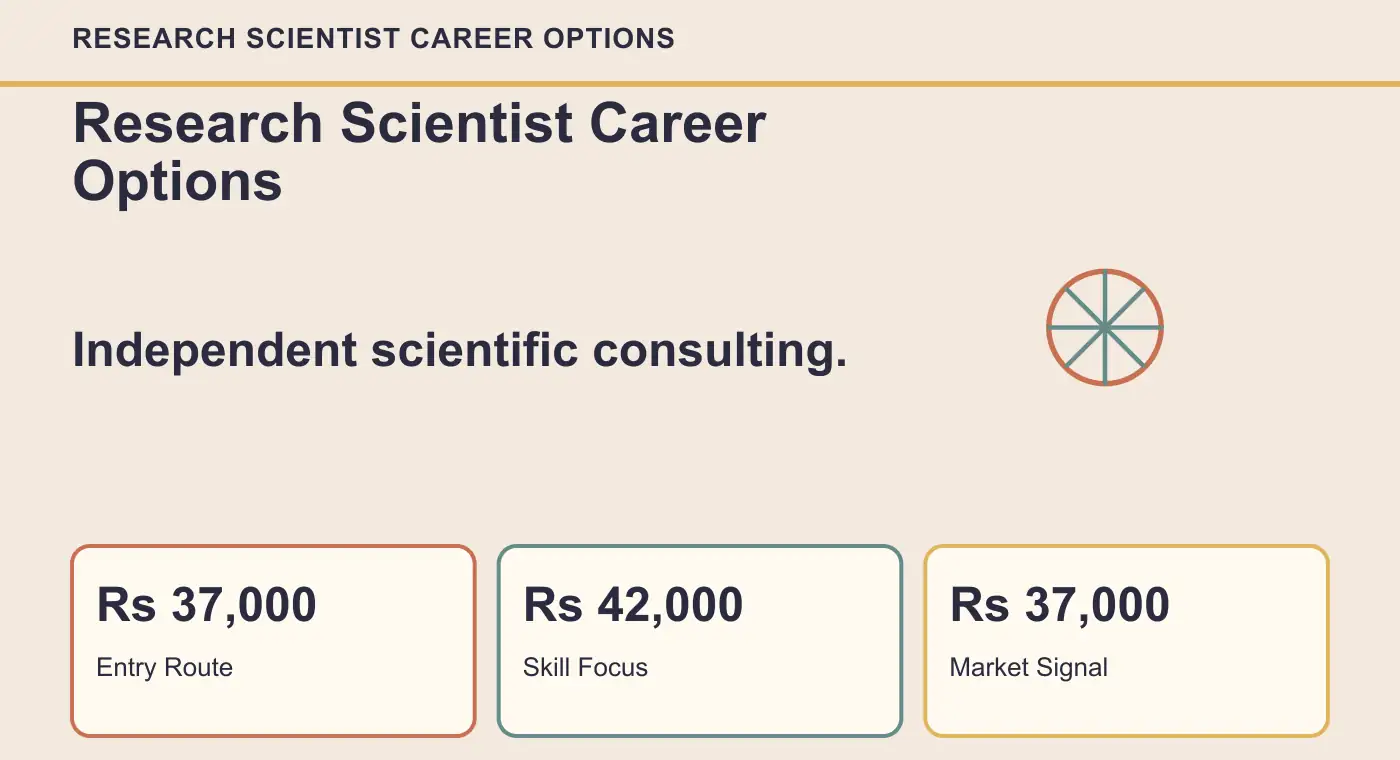 RESEARCH SCIENTIST CAREER OPTIONS
Research Scientist Career
Options
Independent scientific consulting.
Rs 37,000
Entry Route
Rs 42,000
Skill Focus
Rs 37,000
Market Signal